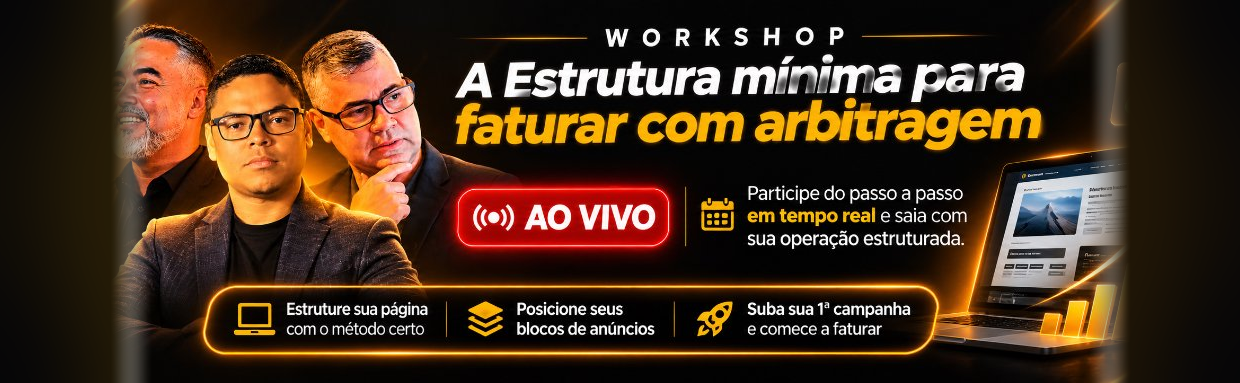 WORKSHOP
A Estrutura mínima para
faturar com arbitragem
AO VIVO
Participe do passo a passo
em tempo real e saia com
sua operação estruturada.
Estruture sua página
com o método certo
Posicione seus
blocos de anúncios
Suba sua 1ª campanha
e comece a faturar